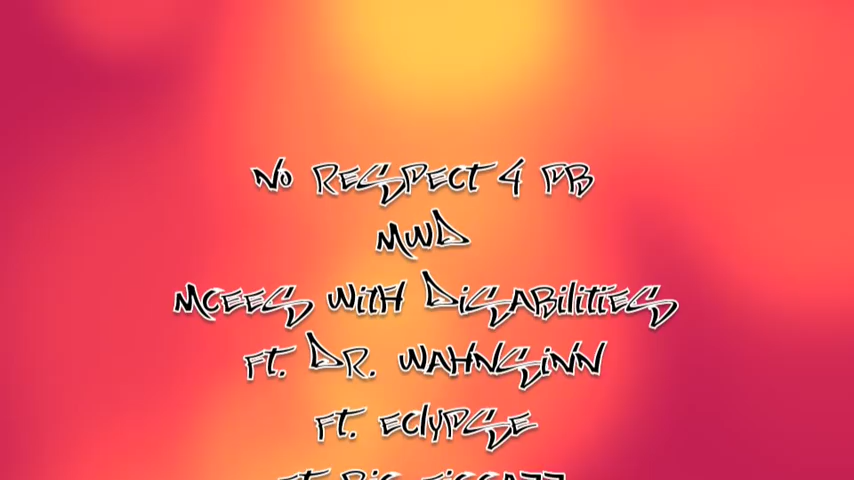 No Respect 4 PB
MWD
McEES with Disabilities
ft. Dr. Wahnsinn
ft. Eclypse